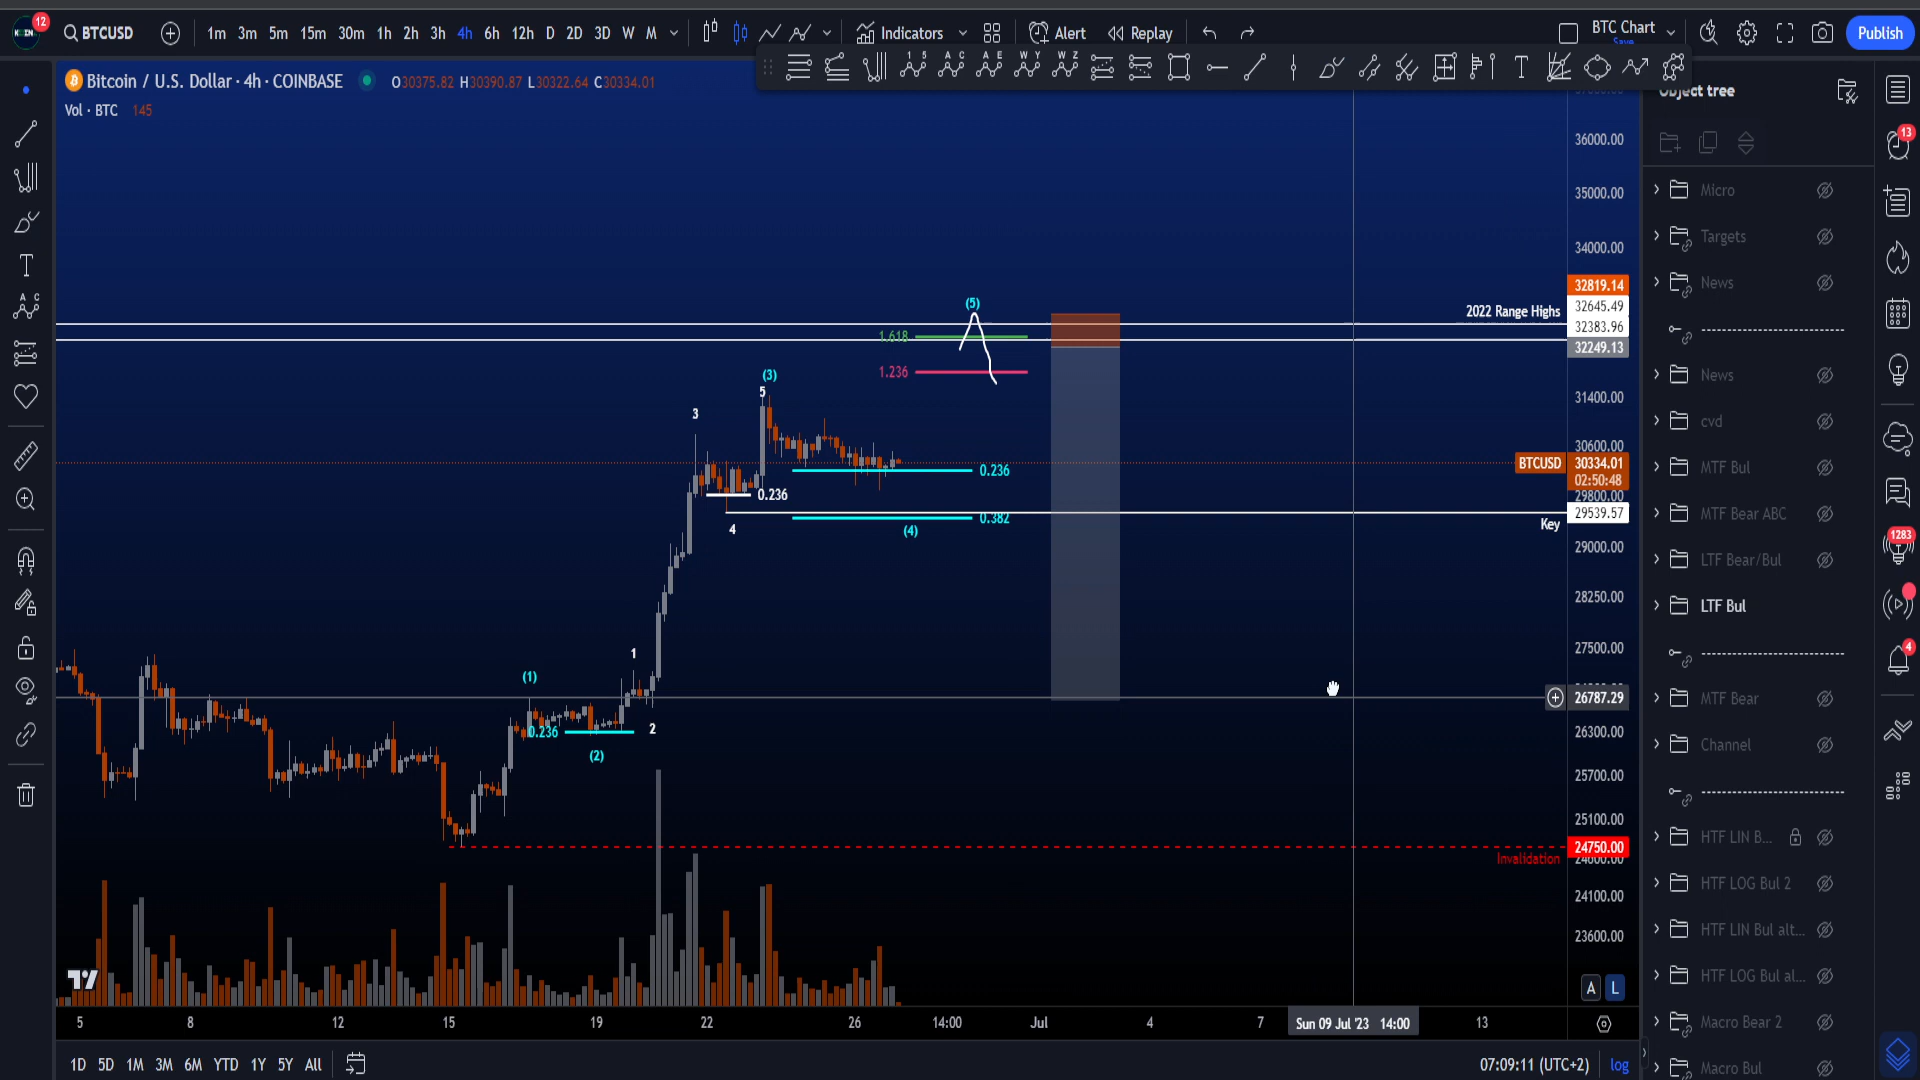 12
BTCUSD
1m 3m 5m 15m 30m 1h 2h 3h 4h 6h 12h D 2D 3D W M
Indicators
Alert
Replay
BTC Chart
Save
Publish
Bitcoin / U.S. Dollar · 4h · COINBASE
O30375.82 H30390.87 L30322.64 C30334.01
Vol · BTC 145
Object tree
Micro
Targets
News
News
cvd
MTF Bul
MTF Bear ABC
LTF Bear/Bul
LTF Bul
MTF Bear
Channel
HTF LIN B...
HTF LOG Bul 2
HTF LIN Bul alt...
HTF LOG Bul al...
Macro Bear 2
Macro Bul
13
1283
4
36000.00
35000.00
34000.00
32819.14
2022 Range Highs
32645.49
32383.96
32249.13
31400.00
30600.00
BTCUSD 30334.01
02:50:48
29800.00
29539.57
Key
29000.00
28250.00
27500.00
26787.29
26300.00
25700.00
25100.00
24750.00
Invalidation
24600.00
24100.00
23600.00
(5)
1.618
1.236
(3)
5
3
0.236
0.236
4
0.382
(4)
1
(1)
2
0.236
(2)
A L
5 8 12 15 19 22 26 14:00 Jul 4 7 Sun 09 Jul '23 14:00 13
1D 5D 1M 3M 6M YTD 1Y 5Y All
07:09:11 (UTC+2) log